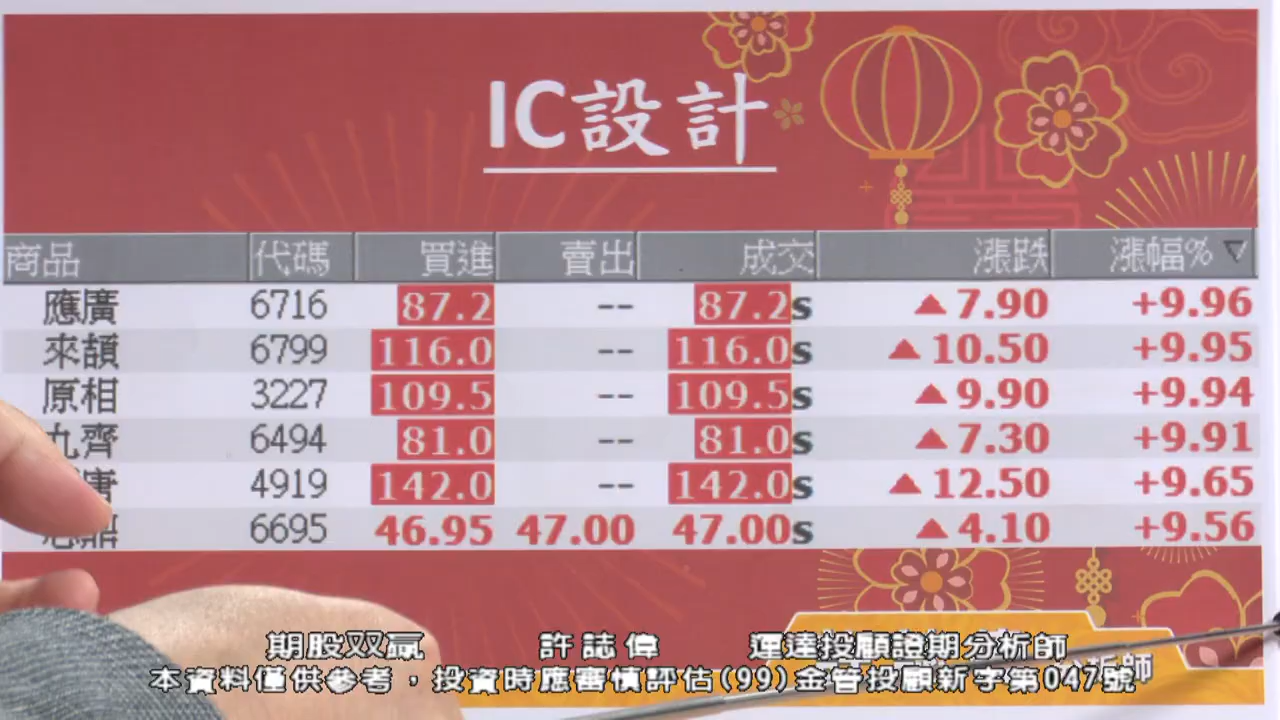 IC設計
商品 代碼 買進 賣出 成交 漲跌 漲幅% ▽
應廣 6716 87.2 -- 87.2s ▲7.90 +9.96
來頡 6799 116.0 -- 116.0s ▲10.50 +9.95
原相 3227 109.5 -- 109.5s ▲9.90 +9.94
九齊 6494 81.0 -- 81.0s ▲7.30 +9.91
唐 4919 142.0 -- 142.0s ▲12.50 +9.65
6695 46.95 47.00 47.00s ▲4.10 +9.56
期股双贏 許誌偉 運達投顧證期分析師
本資料僅供參考，投資時應審慎評估(99)金管投顧新字第047號